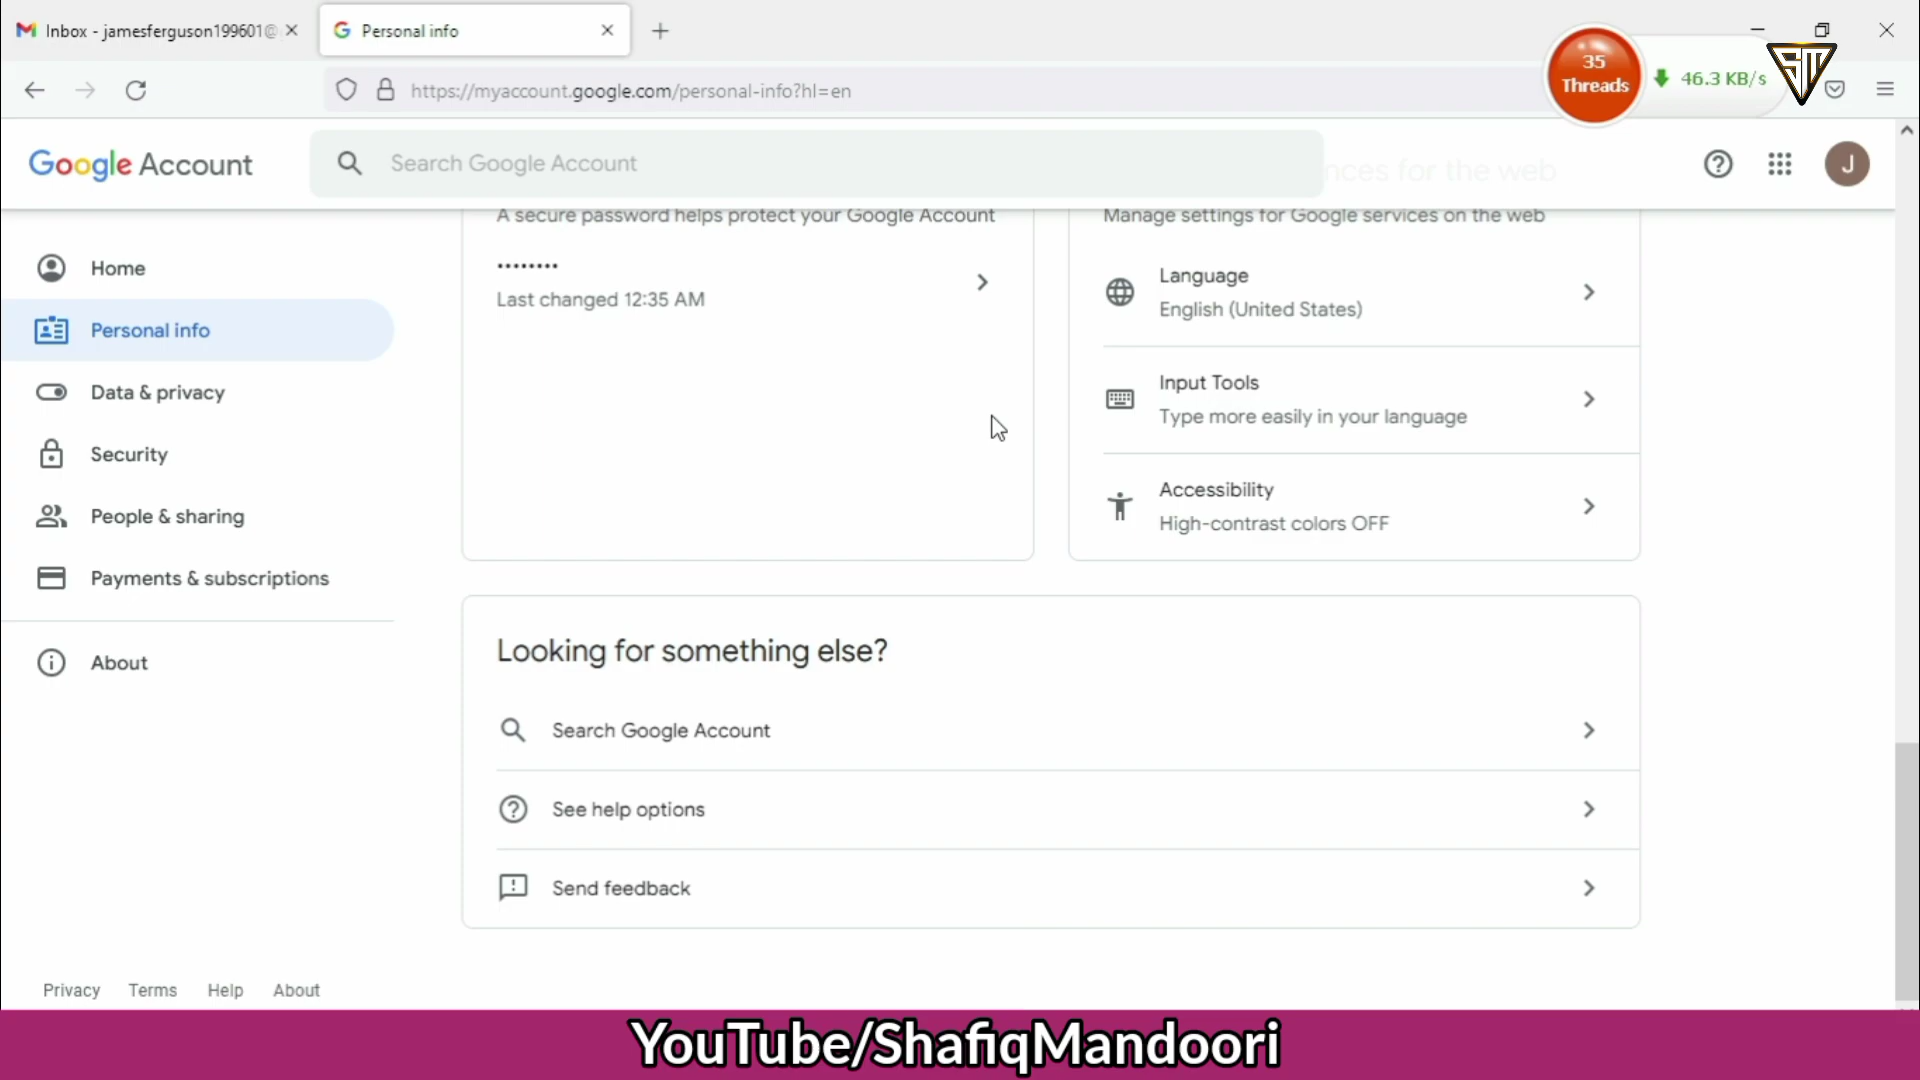 Inbox - jamesferguson199601@
Personal info
35
Threads
46.3 KB/s
https://myaccount.google.com/personal-info?hl=en
Google Account
Search Google Account
nces for the web
A secure password helps protect your Google Account
Manage settings for Google services on the web
Home
Personal info
Data & privacy
Security
People & sharing
Payments & subscriptions
About
••••••••
Last changed 12:35 AM
Language
English (United States)
Input Tools
Type more easily in your language
Accessibility
High-contrast colors OFF
Looking for something else?
Search Google Account
See help options
Send feedback
Privacy Terms Help About
YouTube/ShafiqMandoori